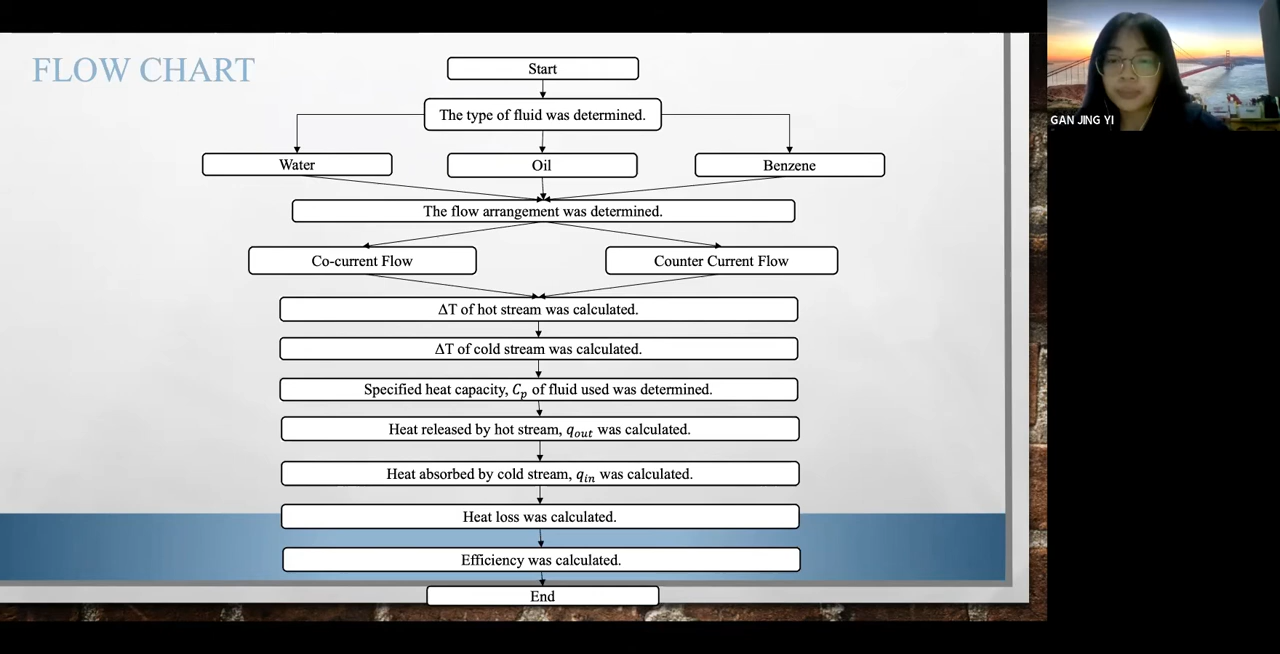 FLOW CHART
Start
The type of fluid was determined.
Water
Oil
Benzene
The flow arrangement was determined.
Co-current Flow
Counter Current Flow
ΔT of hot stream was calculated.
ΔT of cold stream was calculated.
Specified heat capacity, Cₚ of fluid used was determined.
Heat released by hot stream, qout was calculated.
Heat absorbed by cold stream, qin was calculated.
Heat loss was calculated.
Efficiency was calculated.
End
GAN JING YI